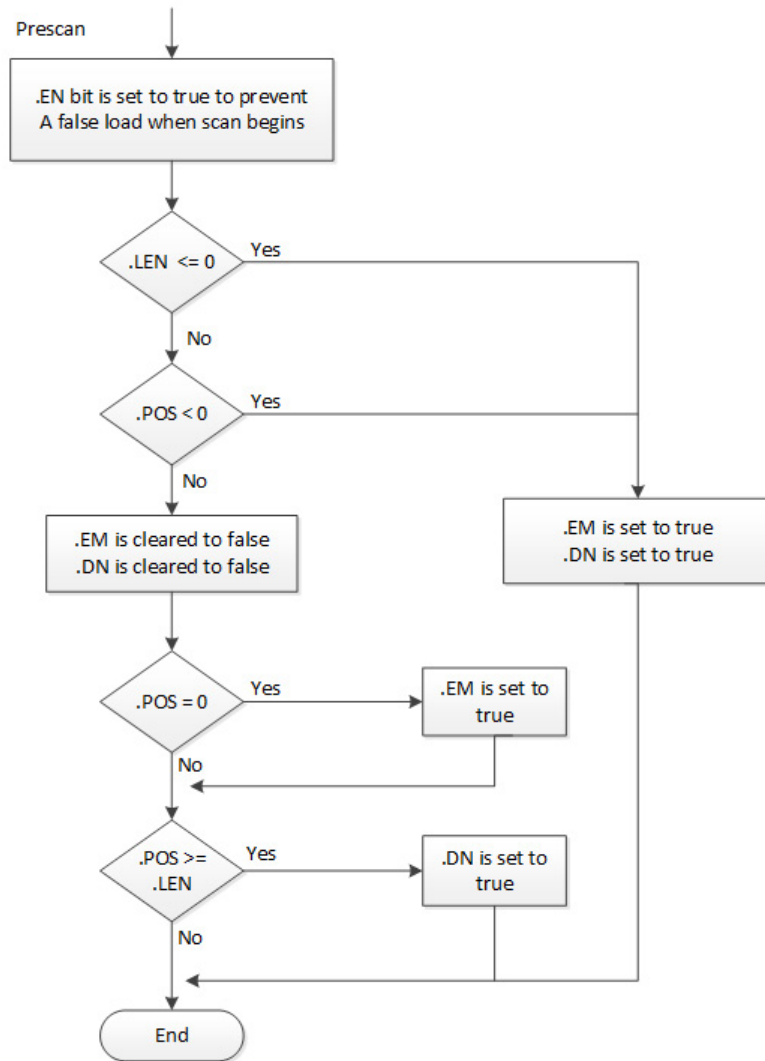 Prescan
.EN bit is set to true to prevent
A false load when scan begins
.LEN <= 0
Yes
No
.POS < 0
Yes
No
.EM is cleared to false
.DN is cleared to false
.EM is set to true
.DN is set to true
.POS = 0
Yes
.EM is set to
true
No
.POS >=
.LEN
Yes
.DN is set to
true
No
End